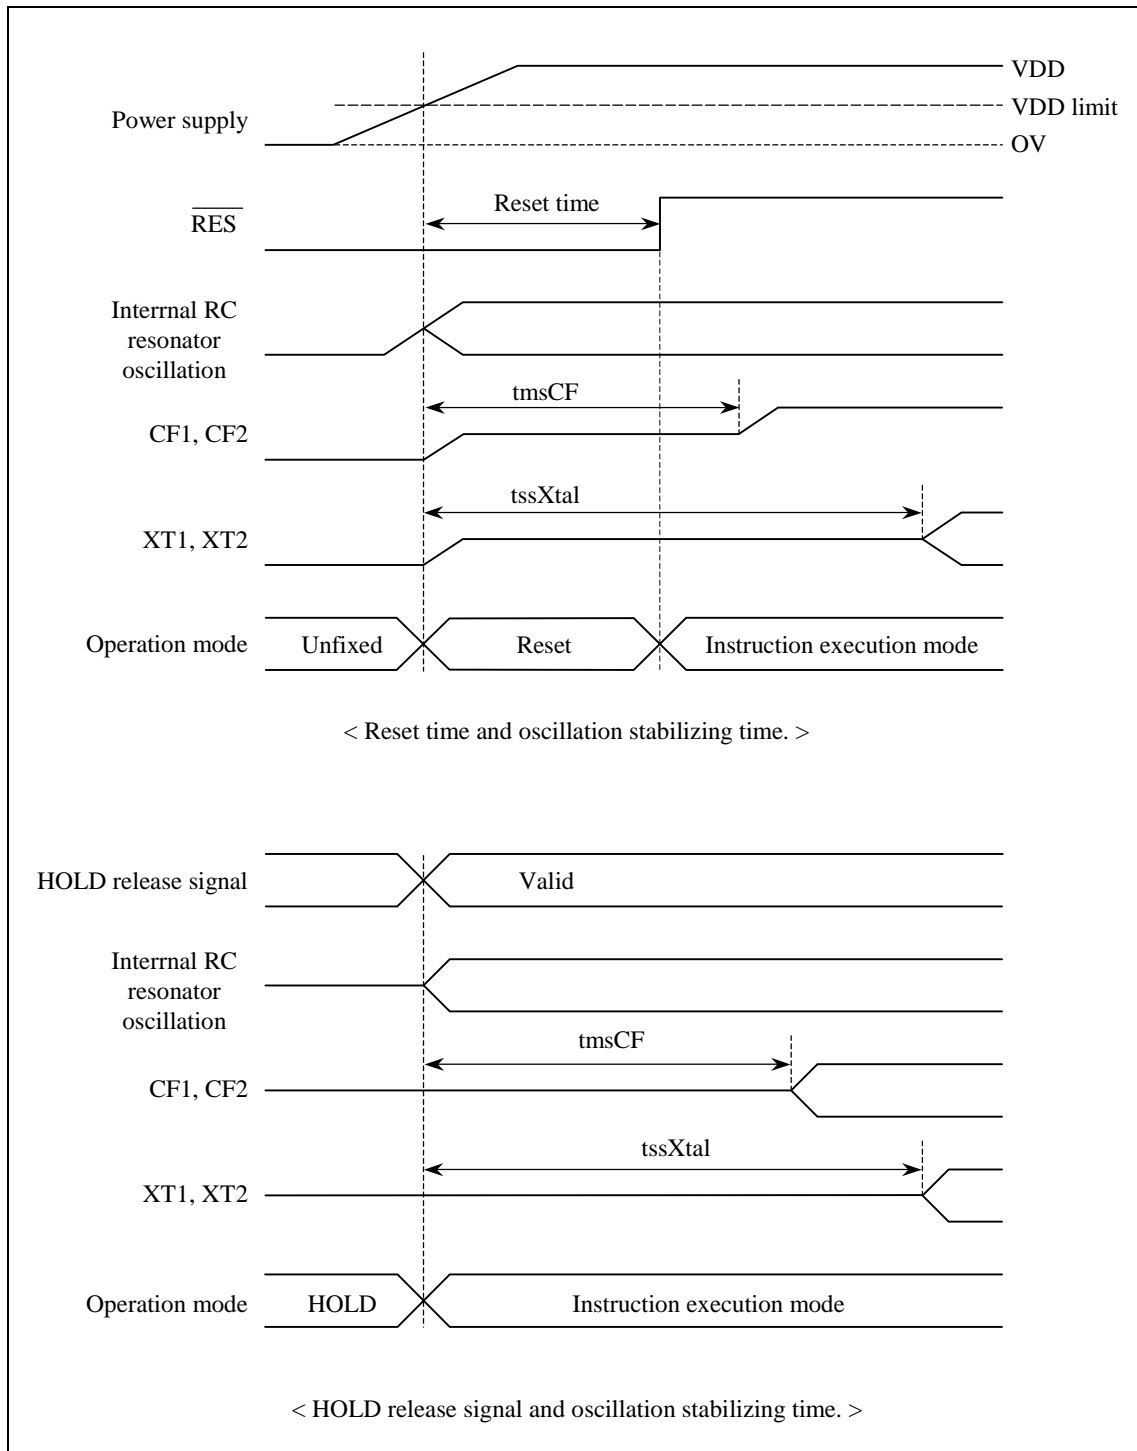 VDD
Power supply
VDD limit
OV
RES
Reset time
Interrnal RC
resonator
oscillation
tmsCF
CF1, CF2
tssXtal
XT1, XT2
Operation mode
Unfixed
Reset
Instruction execution mode
< Reset time and oscillation stabilizing time. >
HOLD release signal
Valid
Interrnal RC
resonator
oscillation
tmsCF
CF1, CF2
tssXtal
XT1, XT2
Operation mode
HOLD
Instruction execution mode
< HOLD release signal and oscillation stabilizing time. >